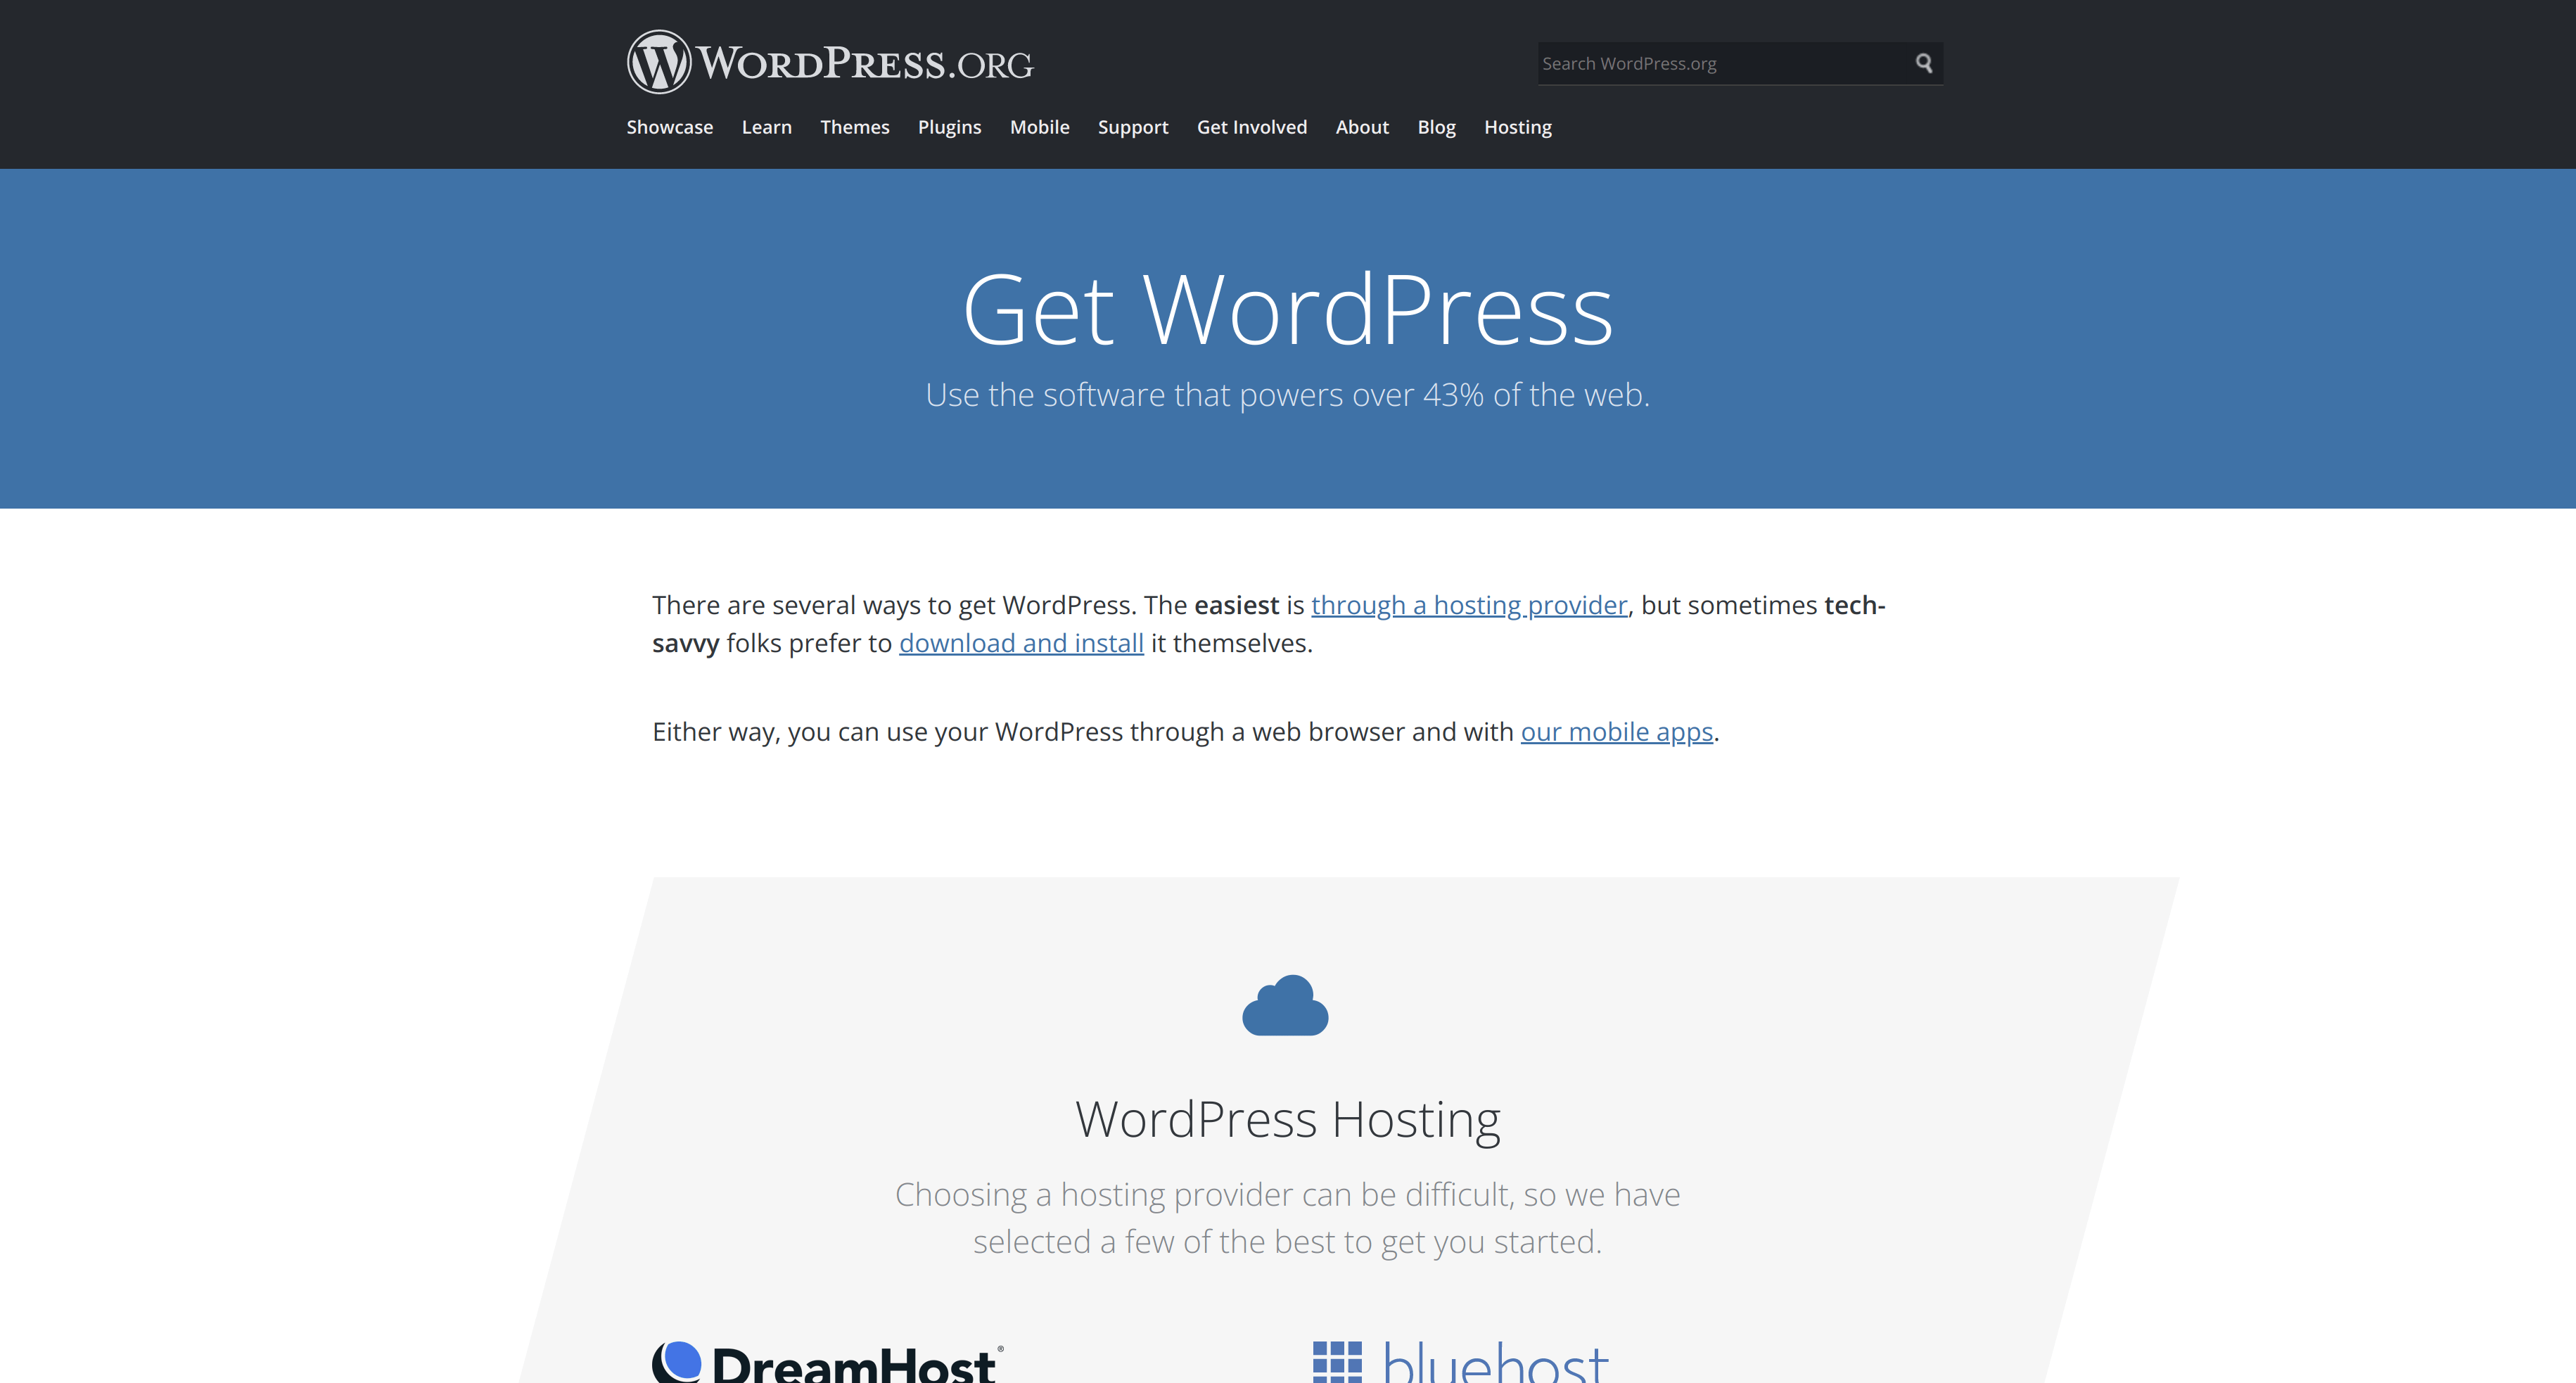 WORDPRESS.ORG
Search WordPress.org
Showcase Learn Themes Plugins Mobile Support Get Involved About Blog Hosting
Get WordPress
Use the software that powers over 43% of the web.
There are several ways to get WordPress. The easiest is through a hosting provider, but sometimes tech-
savvy folks prefer to download and install it themselves.
Either way, you can use your WordPress through a web browser and with our mobile apps.
WordPress Hosting
Choosing a hosting provider can be difficult, so we have
selected a few of the best to get you started.
DreamHost®
bluehost